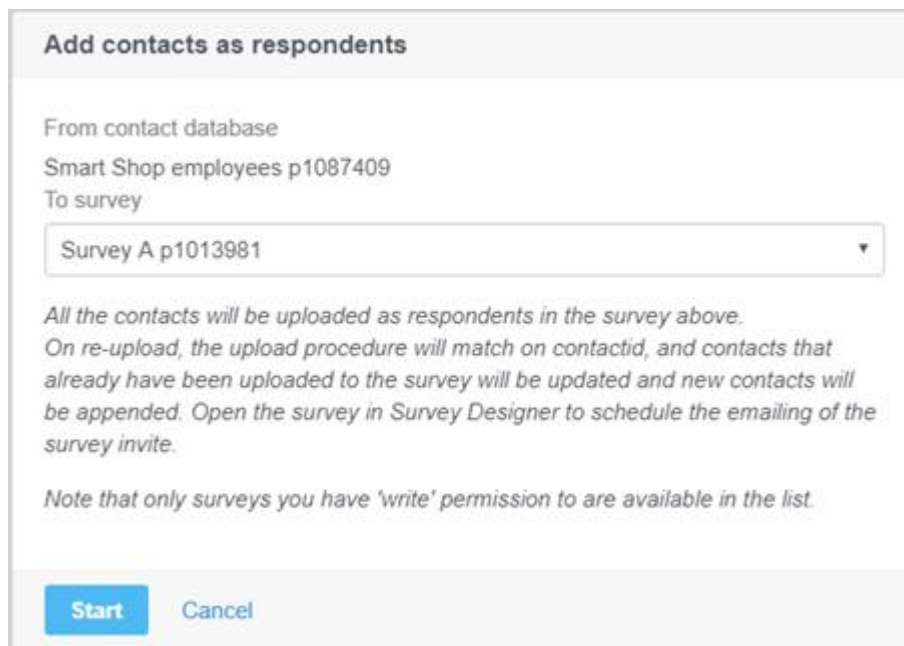 Add contacts as respondents
From contact database
Smart Shop employees p1087409
To survey
Survey A p1013981
All the contacts will be uploaded as respondents in the survey above.
On re-upload, the upload procedure will match on contactid, and contacts that
already have been uploaded to the survey will be updated and new contacts will
be appended. Open the survey in Survey Designer to schedule the emailing of the
survey invite.
Note that only surveys you have 'write' permission to are available in the list.
Start Cancel